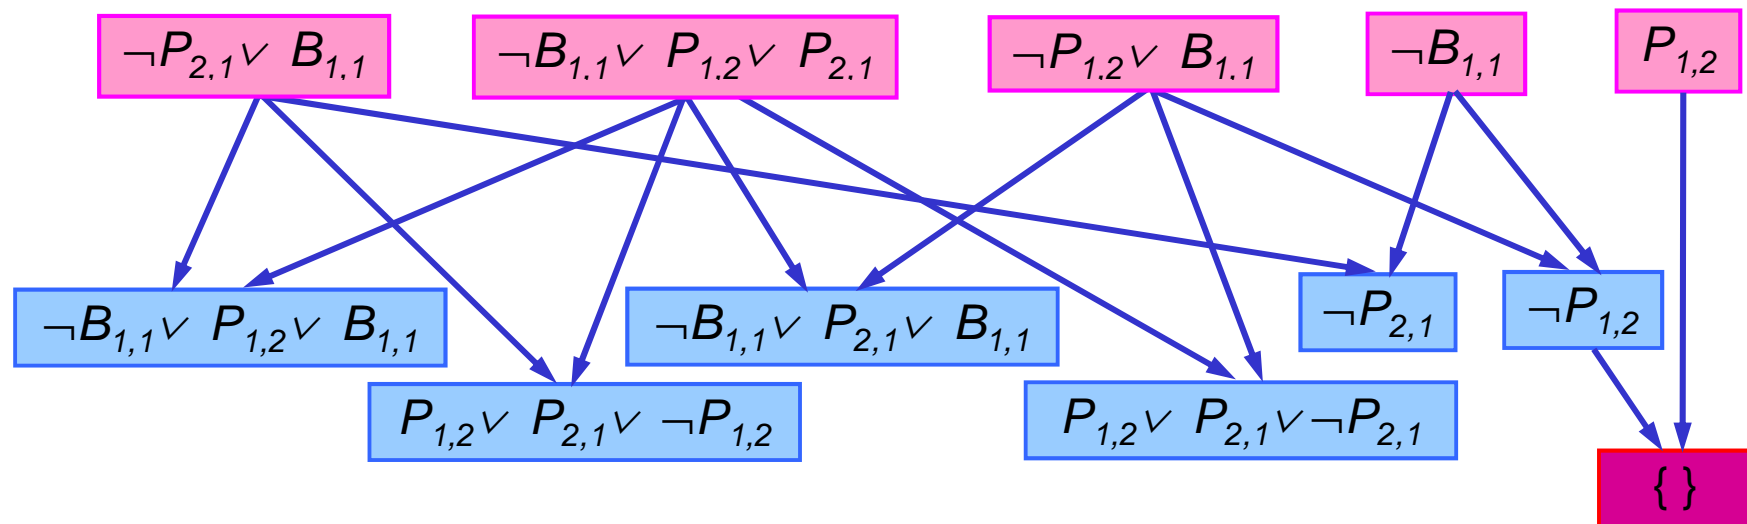 ¬P2,1∨ B1,1
¬B1,1∨ P1,2∨ P2,1
¬P1,2∨ B1,1
¬B1,1
P1,2
¬B1,1∨ P1,2∨ B1,1
¬B1,1∨ P2,1∨ B1,1
¬P2,1
¬P1,2
P1,2∨ P2,1∨ ¬P1,2
P1,2∨ P2,1∨¬P2,1
{ }